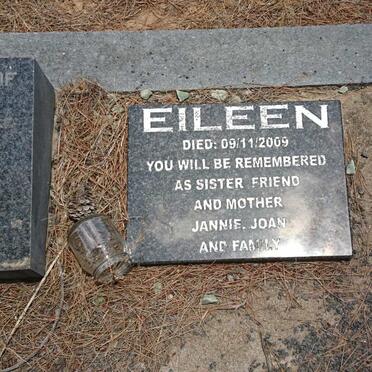 EILEEN
DIED: 09/11/2009
YOU WILL BE REMEMBERED
AS SISTER FRIEND
AND MOTHER
JANNIE. JOAN
AND FAMILY